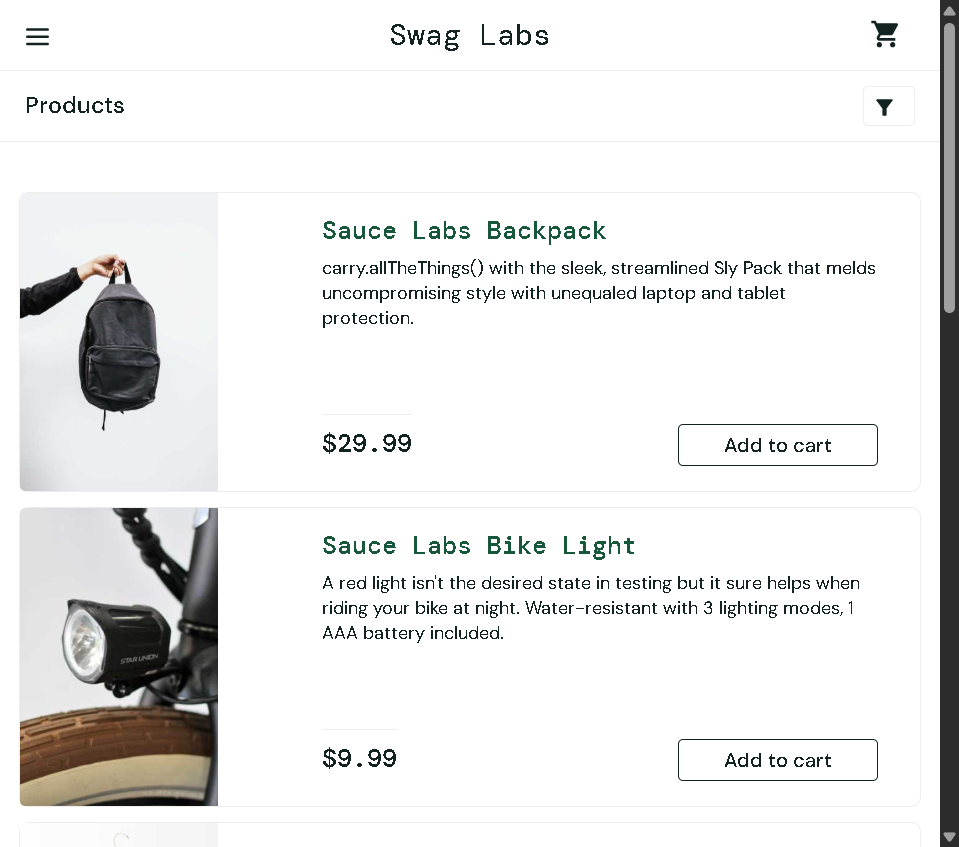 Swag Labs
Products
Sauce Labs Backpack
carry.allTheThings() with the sleek, streamlined Sly Pack that melds
uncompromising style with unequaled laptop and tablet
protection.
$29.99
Add to cart
Sauce Labs Bike Light
A red light isn't the desired state in testing but it sure helps when
riding your bike at night. Water-resistant with 3 lighting modes, 1
AAA battery included.
STAR UNION
$9.99
Add to cart